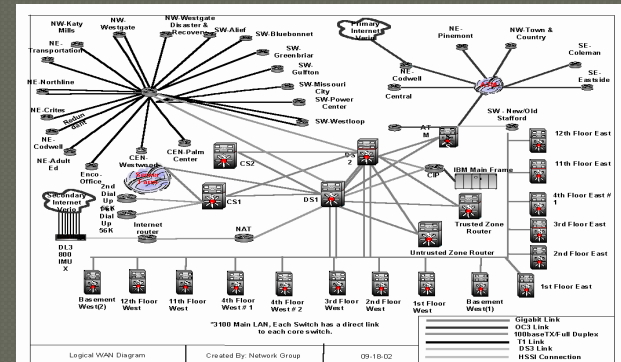 NW-Katy
Mills
NW-
Westgate
NW-Westgate
Disaster &
Recovery
SW-Alief
SW-Bluebonnet
SW-
Greenbriar
SW-
Gulfton
SW-Missouri
City
SW-Power
Center
SW-Westloop
NE-
Transportation
NE-Northline
NE-Crites
Redun
dant
NE-
Codwell
NE-Adult
Ed
Enco-
Office
CEN-
Westwood
CEN-Palm
Center
Primary
Internet
Verio
NE-
Pinemont
NW-Town &
Country
SE-
Coleman
SE-
Eastside
NE-
Codwell
Central
SW - New/Old
Stafford
AT
M
CS2
DS
2
CIP
IBM Main Frame
12th Floor East
11th Floor East
4th Floor East #
1
3rd Floor East
2nd Floor East
1st Floor East
Secondary
Internet
Verio
2nd
Dial
Up
56K
Dial
Up
56K
CS1
DS1
Trusted Zone
Router
Untrusted Zone Router
DL3
800
IMU
X
Internet
router
NAT
Basement
West(2)
12th Floor
West
11th Floor
West
4th Floor
West # 1
4th Floor
West # 2
3rd Floor
West
2nd Floor
West
1st Floor
West
Basement
West(1)
"3100 Main LAN, Each Switch has a direct link
to each core switch.
Gigabit Link
OC3 Link
100baseTX/Full Duplex
T1 Link
DS3 Link
HSSI Connection
Logical WAN Diagram
Created By: Network Group
09-18-02